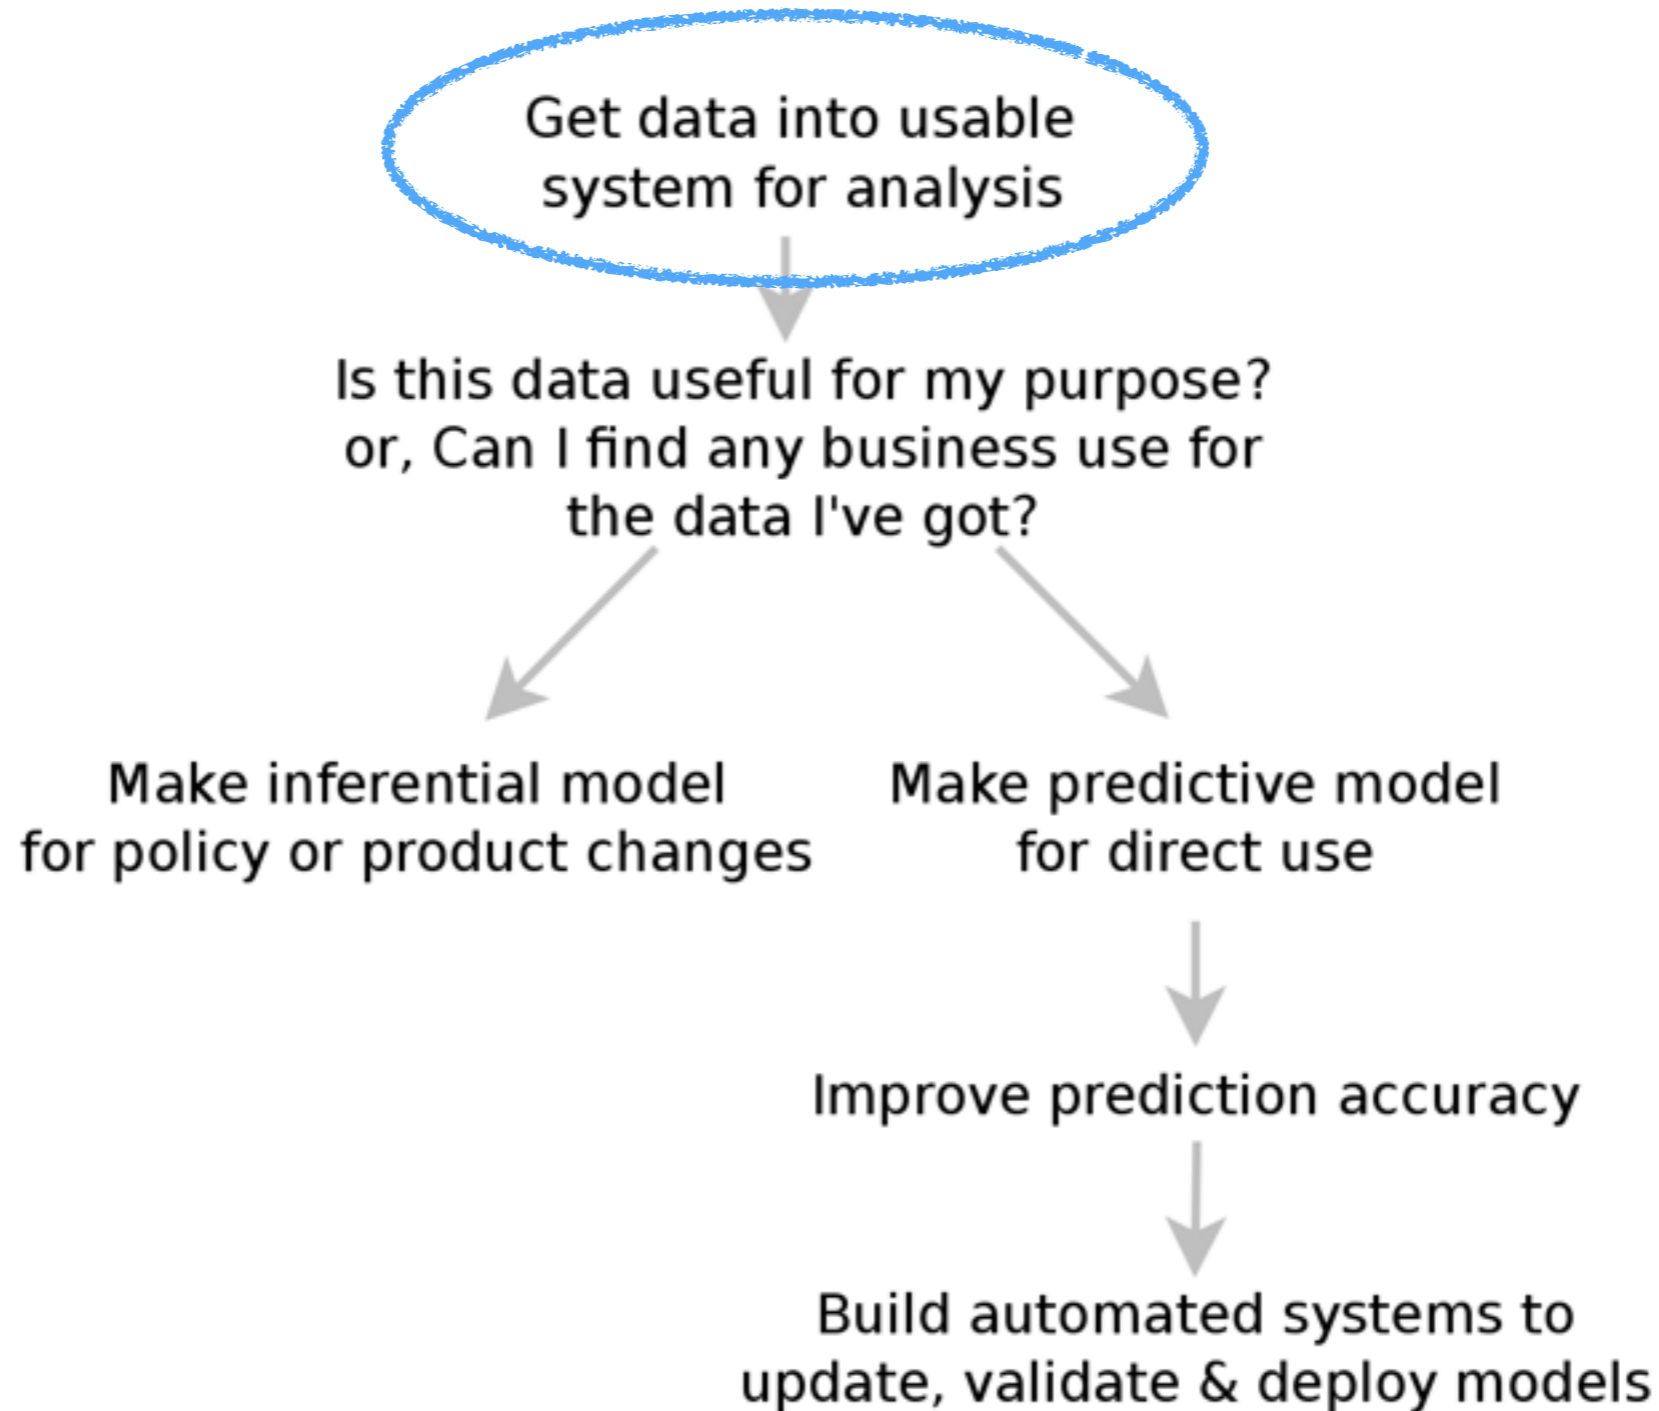 Get data into usable
system for analysis
Is this data useful for my purpose?
or, Can I find any business use for
the data I've got?
Make inferential model
for policy or product changes
Make predictive model
for direct use
Improve prediction accuracy
Build automated systems to
update, validate & deploy models